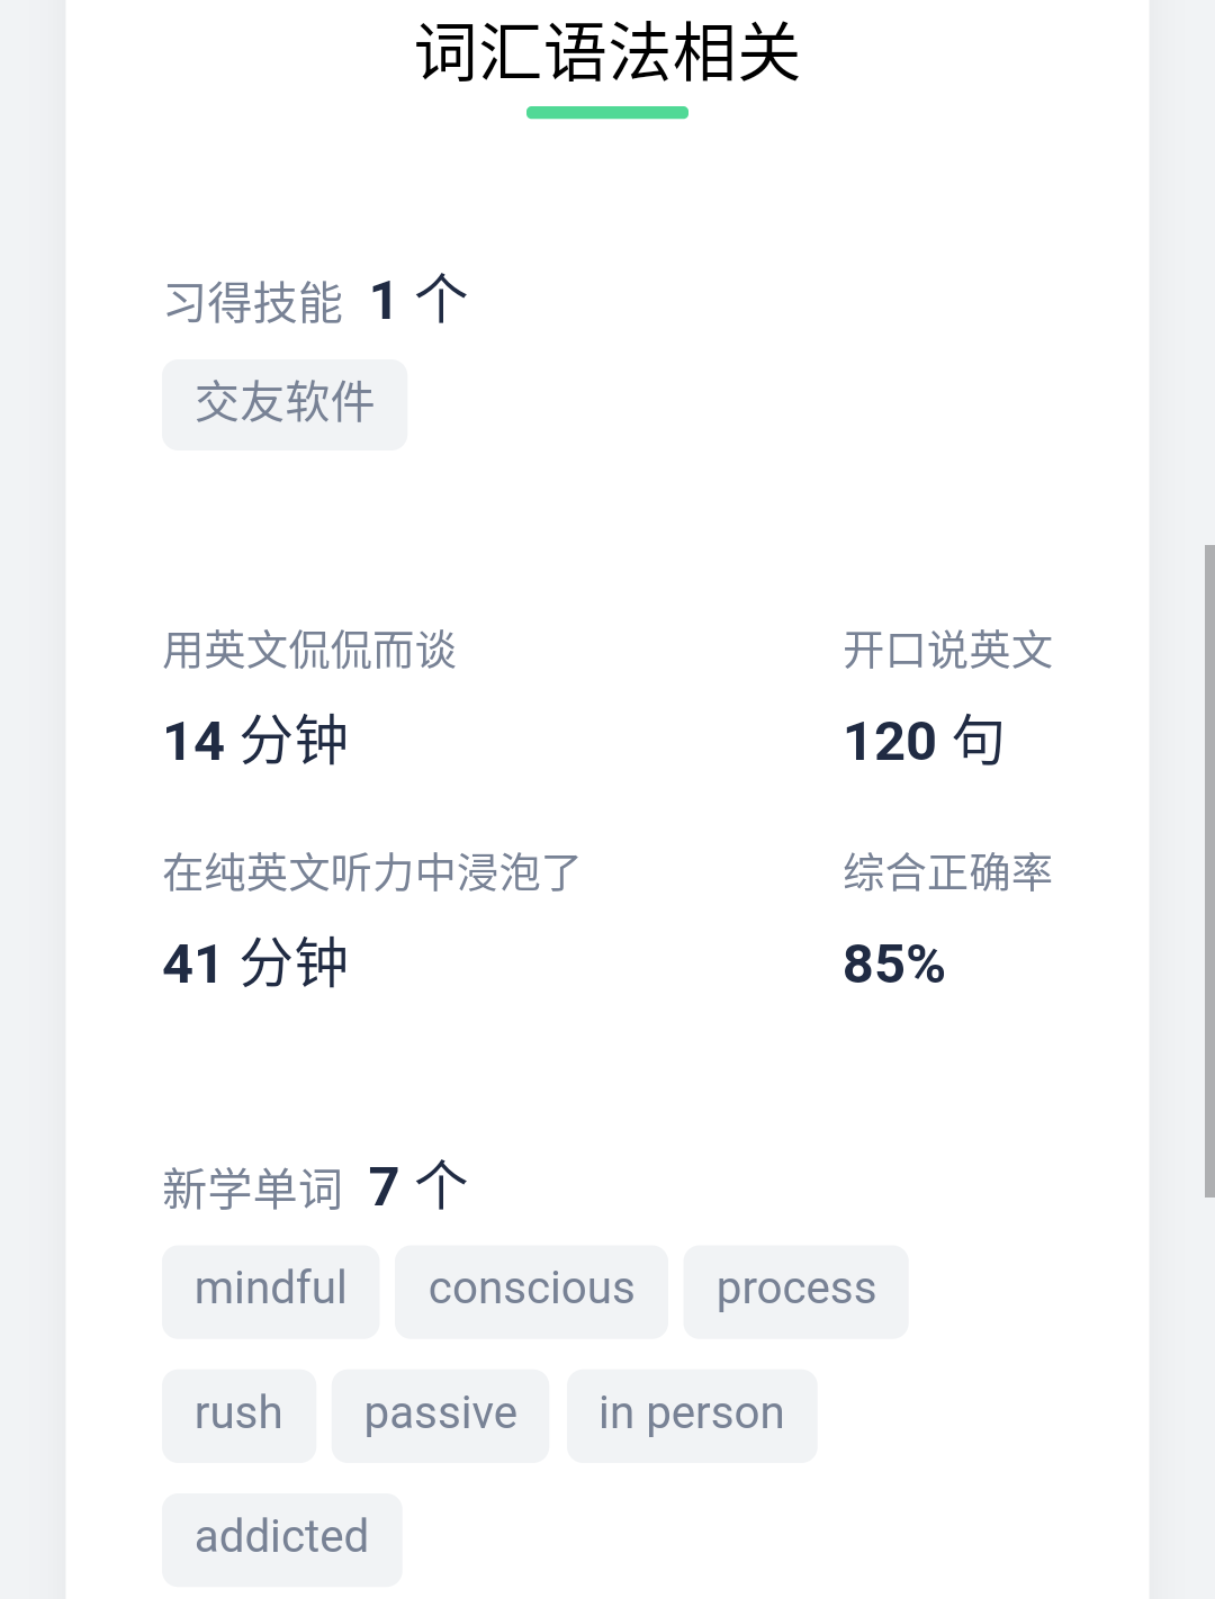 词汇语法相关
习得技能 1 个
交友软件
用英文侃侃而谈 开口说英文
14 分钟 120 句
在纯英文听力中浸泡了 综合正确率
41 分钟 85%
新学单词 7 个
mindful conscious process
rush passive in person
addicted